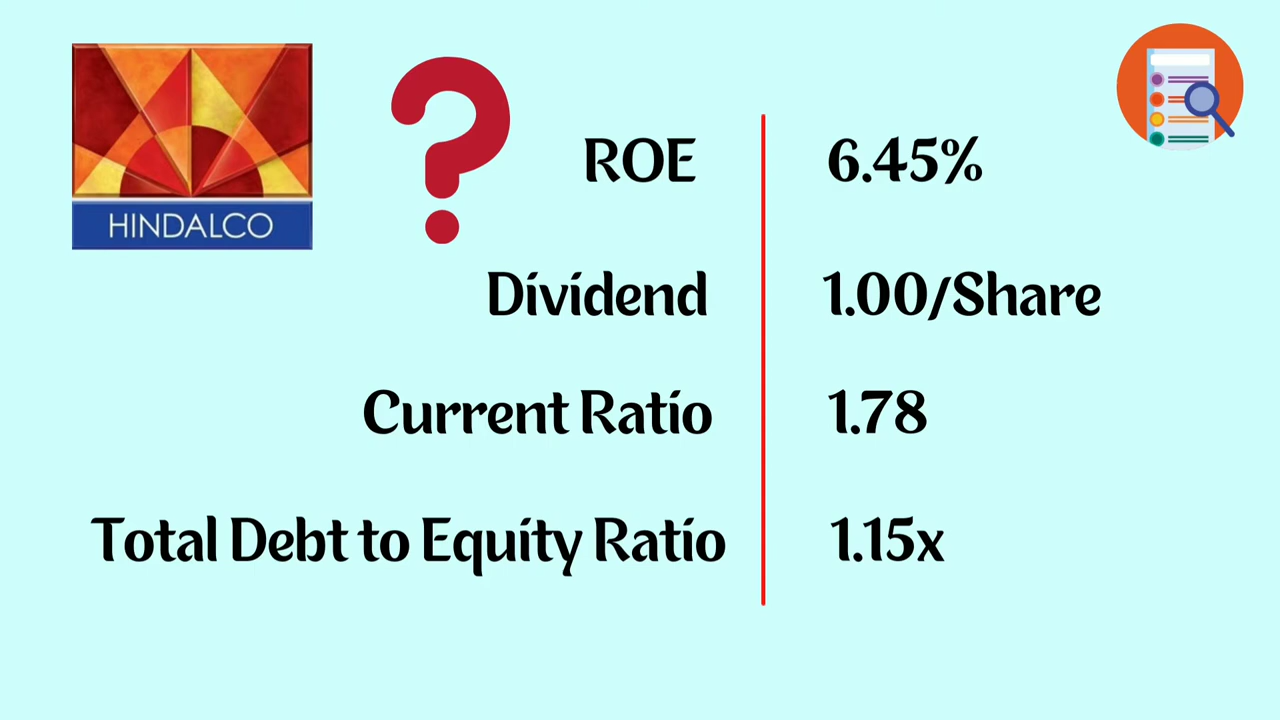 HINDALCO
?
ROE 6.45%
Dividend 1.00/Share
Current Ratio 1.78
Total Debt to Equity Ratio 1.15x